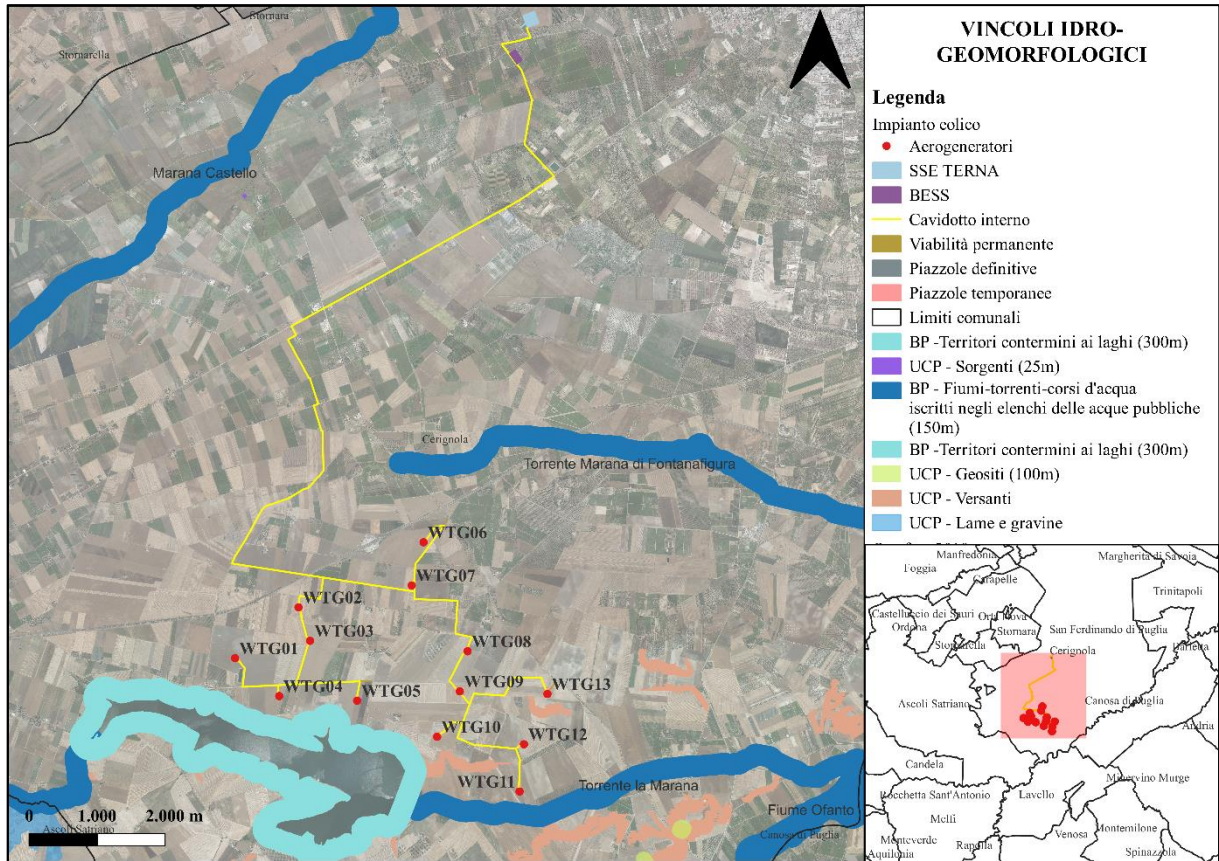 Stornara
Stornarella
Marana Castello
Cerignola
Torrente Marana di Fontanafigura
WTG06
WTG07
WTG02
WTG03
WTG01
WTG08
WTG04
WTG05
WTG09
WTG13
WTG10
WTG12
WTG11
Torrente la Marana
Fiume Ofanto
Canosa di Puglia
Ascoli Satriano
0 1.000 2.000 m
VINCOLI IDRO-
GEOMORFOLOGICI
Legenda
Impianto eolico
Aerogeneratori
SSE TERNA
BESS
Cavidotto interno
Viabilità permanente
Piazzole definitive
Piazzole temporanee
Limiti comunali
BP -Territori contermini ai laghi (300m)
UCP - Sorgenti (25m)
BP - Fiumi-torrenti-corsi d'acqua
iscritti negli elenchi delle acque pubbliche
(150m)
BP -Territori contermini ai laghi (300m)
UCP - Geositi (100m)
UCP - Versanti
UCP - Lame e gravine
Manfredonia
Margherita di Savoia
Foggia
Carapelle
Trinitapoli
Castelluccio dei Sauri
Orta Nova
Ordona
Stornara
San Ferdinando di Puglia
Stornarella
Cerignola
Barletta
Ascoli Satriano
Canosa di Puglia
Andria
Candela
Minervino Murge
Rocchetta Sant'Antonio
Lavello
Melfi
Monteverde
Venosa
Montemilone
Aquilonia
Rapolla
Spinazzola